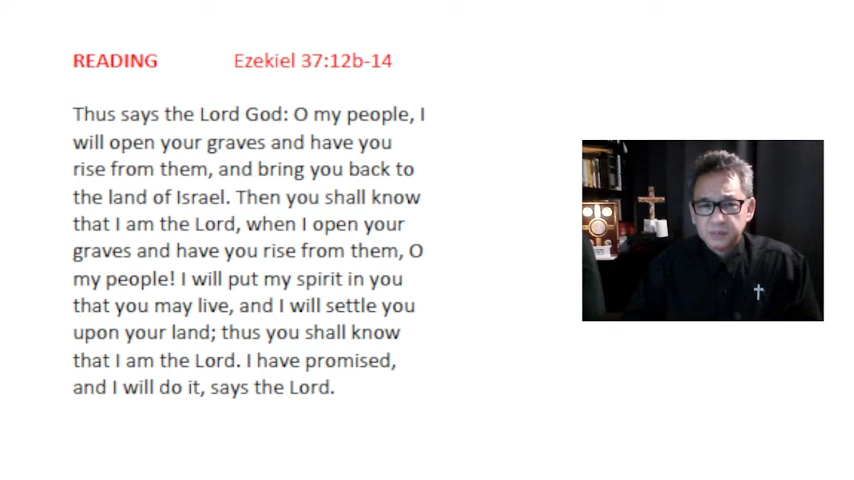 READING Ezekiel 37:12b-14
Thus says the Lord God: O my people, I
will open your graves and have you
rise from them, and bring you back to
the land of Israel. Then you shall know
that I am the Lord, when I open your
graves and have you rise from them, O
my people! I will put my spirit in you
that you may live, and I will settle you
upon your land; thus you shall know
that I am the Lord. I have promised,
and I will do it, says the Lord.